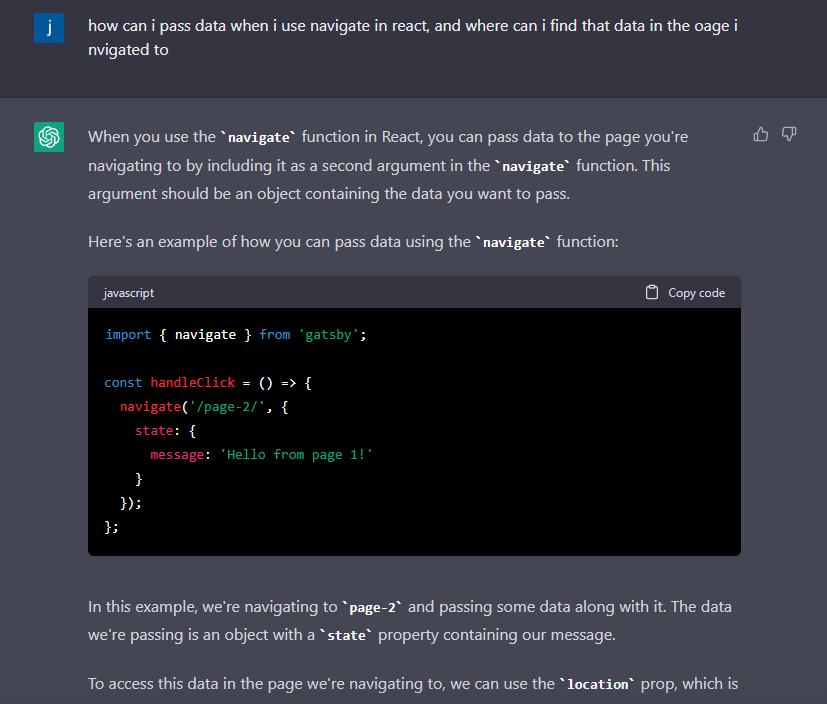 j
how can i pass data when i use navigate in react, and where can i find that data in the oage i
nvigated to
When you use the `navigate` function in React, you can pass data to the page you're
navigating to by including it as a second argument in the `navigate` function. This
argument should be an object containing the data you want to pass.
Here's an example of how you can pass data using the `navigate` function:
javascript
Copy code
import { navigate } from 'gatsby';
const handleClick = () => {
  navigate('/page-2/', {
    state: {
      message: 'Hello from page 1!'
    }
  });
};
In this example, we're navigating to `page-2` and passing some data along with it. The data
we're passing is an object with a `state` property containing our message.
To access this data in the page we're navigating to, we can use the `location` prop, which is